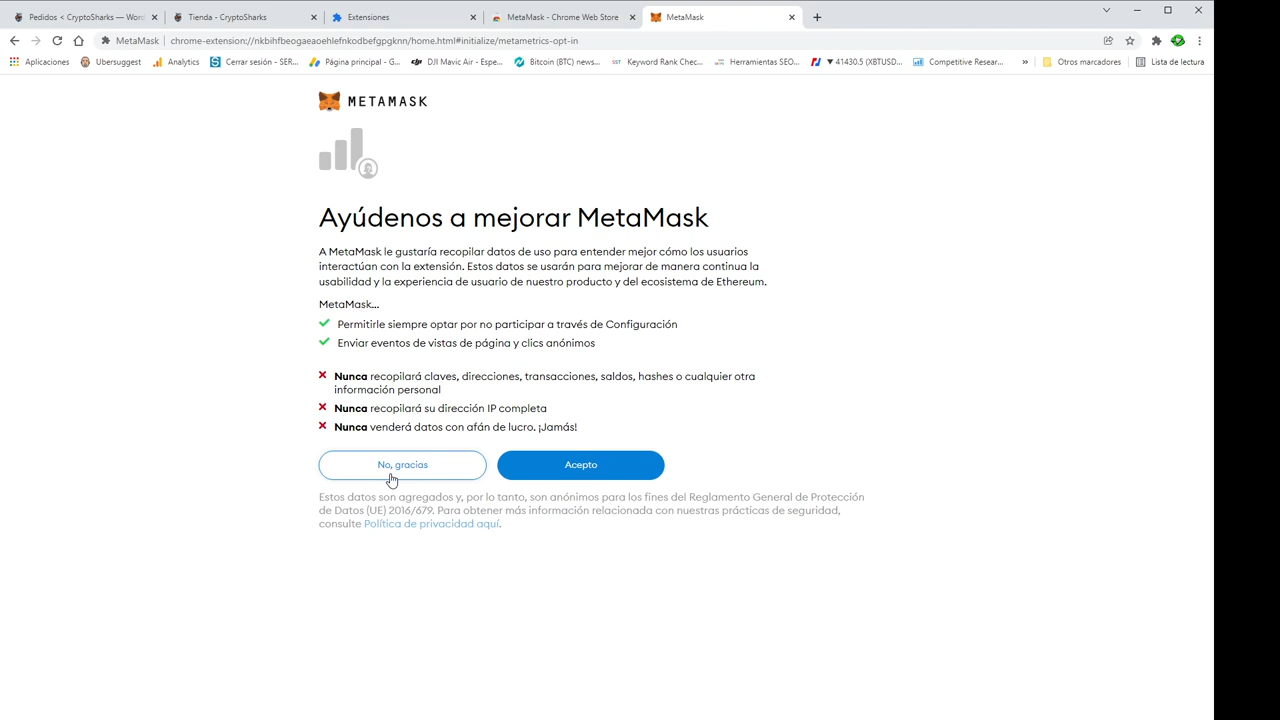 Pedidos < CryptoSharks — Wor
Tienda - CryptoSharks
Extensiones
MetaMask - Chrome Web Store
MetaMask
MetaMask
chrome-extension://nkbihfbeogaeaoehlefnkodbefgpgknn/home.html#initialize/metametrics-opt-in
Aplicaciones
Ubersuggest
Analytics
Cerrar sesión - SER...
Página principal - G...
DJI Mavic Air - Espe...
Bitcoin (BTC) news...
Keyword Rank Chec...
Herramientas SEO...
▼ 41430.5 (XBTUSD...
Competitive Resear...
»
Otros marcadores
Lista de lectura
METAMASK
Ayúdenos a mejorar MetaMask
A MetaMask le gustaría recopilar datos de uso para entender mejor cómo los usuarios
interactúan con la extensión. Estos datos se usarán para mejorar de manera continua la
usabilidad y la experiencia de usuario de nuestro producto y del ecosistema de Ethereum.
MetaMask...
Permitirle siempre optar por no participar a través de Configuración
Enviar eventos de vistas de página y clics anónimos
Nunca recopilará claves, direcciones, transacciones, saldos, hashes o cualquier otra
información personal
Nunca recopilará su dirección IP completa
Nunca venderá datos con afán de lucro. ¡Jamás!
No, gracias
Acepto
Estos datos son agregados y, por lo tanto, son anónimos para los fines del Reglamento General de Protección
de Datos (UE) 2016/679. Para obtener más información relacionada con nuestras prácticas de seguridad,
consulte Política de privacidad aquí.